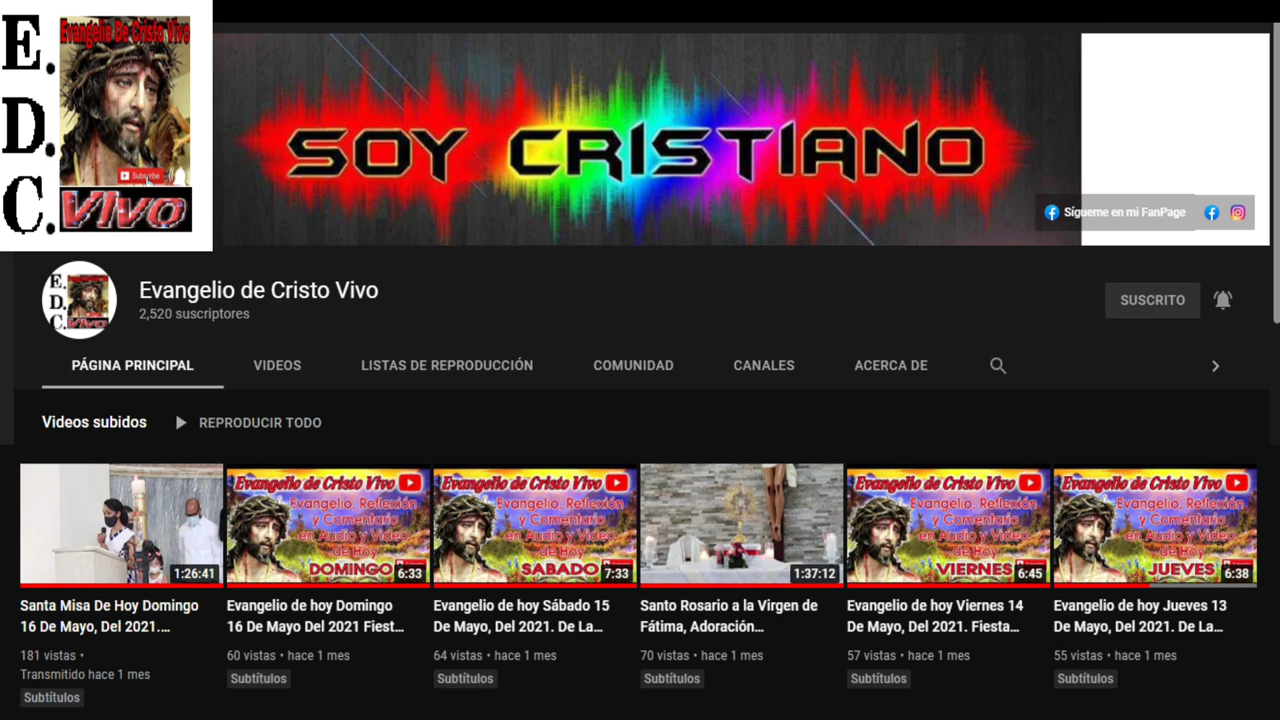 E.
D.
C.
Evangelio De Cristo Vivo
Subscribe
Vivo
SOY CRISTIANO
Sígueme en mi FanPage
E.
D.
C.
Vivo
Evangelio de Cristo Vivo
2,520 suscriptores
SUSCRITO
PÁGINA PRINCIPAL VIDEOS LISTAS DE REPRODUCCIÓN COMUNIDAD CANALES ACERCA DE
Videos subidos REPRODUCIR TODO
1:26:41
Evangelio de Cristo Vivo
Evangelio, Reflexión
y Comentario
en Audio y Video
de Hoy
DOMINGO 6:33
Evangelio de Cristo Vivo
Evangelio, Reflexión
y Comentario
en Audio y Video
de Hoy
SABADO 7:33
1:37:12
Evangelio de Cristo Vivo
Evangelio, Reflexión
y Comentario
en Audio y Video
de Hoy
VIERNES 6:45
Evangelio de Cristo Vivo
Evangelio, Reflexión
y Comentario
en Audio y Video
de Hoy
JUEVES 6:38
Santa Misa De Hoy Domingo
16 De Mayo, Del 2021....
181 vistas •
Transmitido hace 1 mes
Subtítulos
Evangelio de hoy Domingo
16 De Mayo Del 2021 Fiest...
60 vistas • hace 1 mes
Subtítulos
Evangelio de hoy Sábado 15
De Mayo, Del 2021. De La...
64 vistas • hace 1 mes
Subtítulos
Santo Rosario a la Virgen de
Fátima, Adoración...
70 vistas • hace 1 mes
Subtítulos
Evangelio de hoy Viernes 14
De Mayo, Del 2021. Fiesta...
57 vistas • hace 1 mes
Subtítulos
Evangelio de hoy Jueves 13
De Mayo, Del 2021. De La...
55 vistas • hace 1 mes
Subtítulos